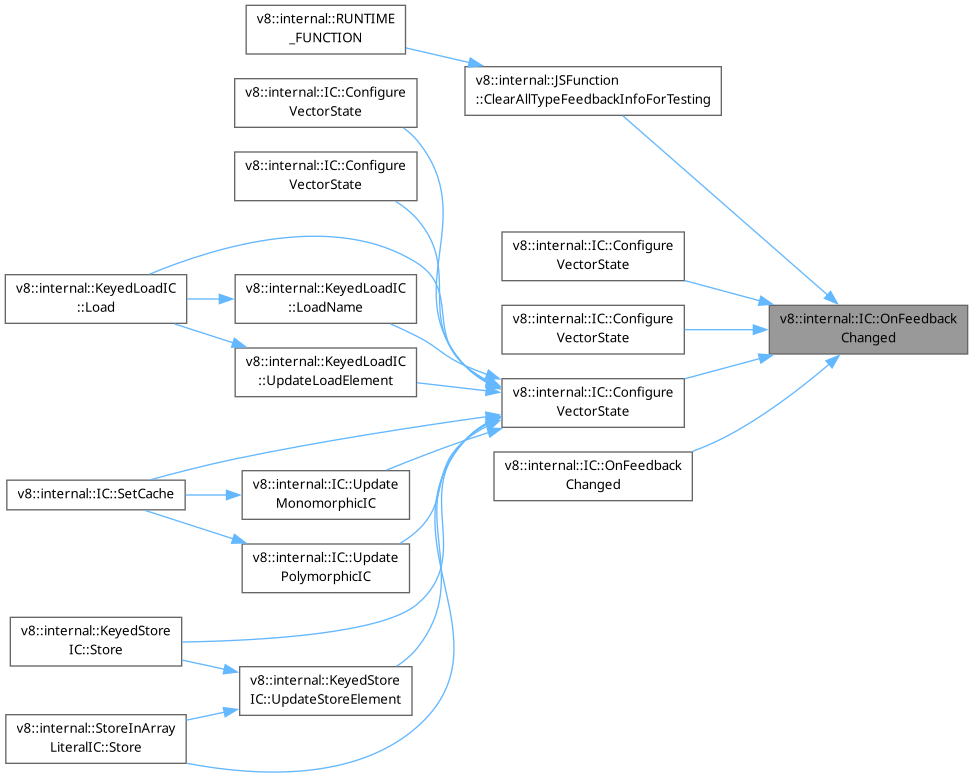 v8::internal::RUNTIME
_FUNCTION
v8::internal::JSFunction
::ClearAllTypeFeedbackInfoForTesting
v8::internal::IC::Configure
VectorState
v8::internal::IC::Configure
VectorState
v8::internal::IC::Configure
VectorState
v8::internal::KeyedLoadIC
::Load
v8::internal::KeyedLoadIC
::LoadName
v8::internal::IC::Configure
VectorState
v8::internal::IC::OnFeedback
Changed
v8::internal::KeyedLoadIC
::UpdateLoadElement
v8::internal::IC::Configure
VectorState
v8::internal::IC::OnFeedback
Changed
v8::internal::IC::SetCache
v8::internal::IC::Update
MonomorphicIC
v8::internal::IC::Update
PolymorphicIC
v8::internal::KeyedStore
IC::Store
v8::internal::KeyedStore
IC::UpdateStoreElement
v8::internal::StoreInArray
LiteralIC::Store